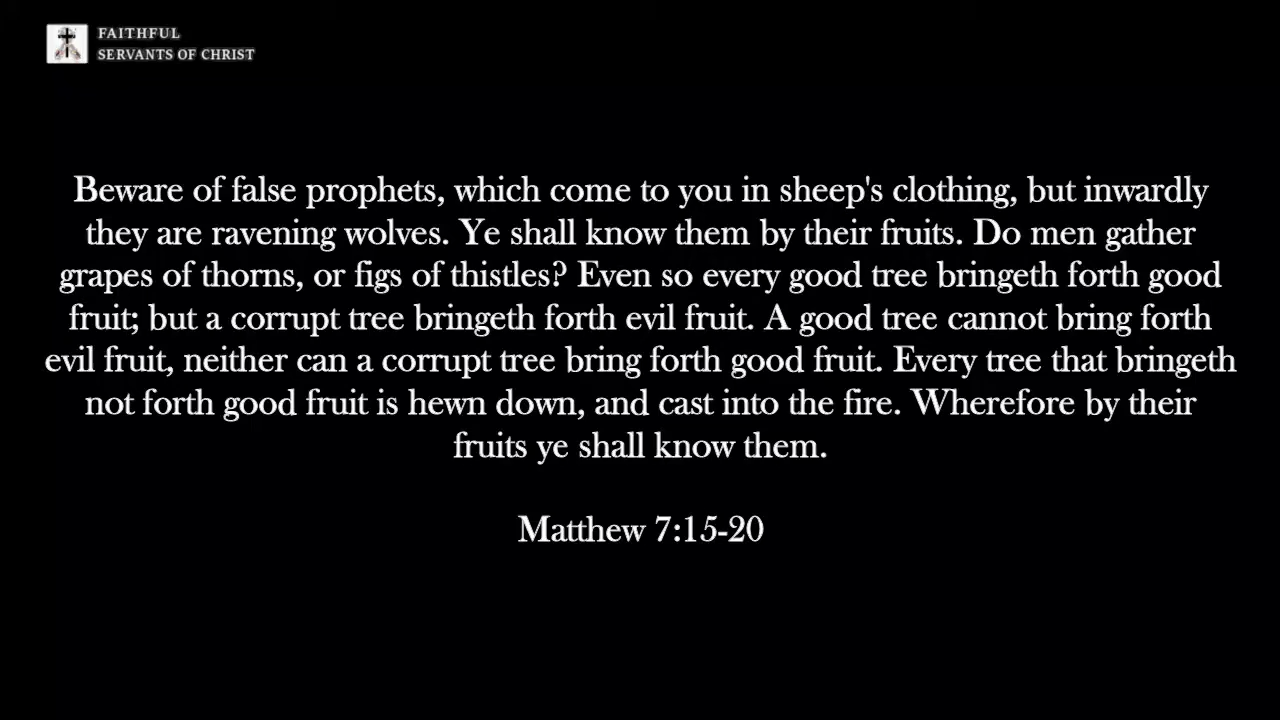 FAITHFUL
SERVANTS OF CHRIST
Beware of false prophets, which come to you in sheep's clothing, but inwardly
they are ravening wolves. Ye shall know them by their fruits. Do men gather
grapes of thorns, or figs of thistles? Even so every good tree bringeth forth good
fruit; but a corrupt tree bringeth forth evil fruit. A good tree cannot bring forth
evil fruit, neither can a corrupt tree bring forth good fruit. Every tree that bringeth
not forth good fruit is hewn down, and cast into the fire. Wherefore by their
fruits ye shall know them.
Matthew 7:15-20